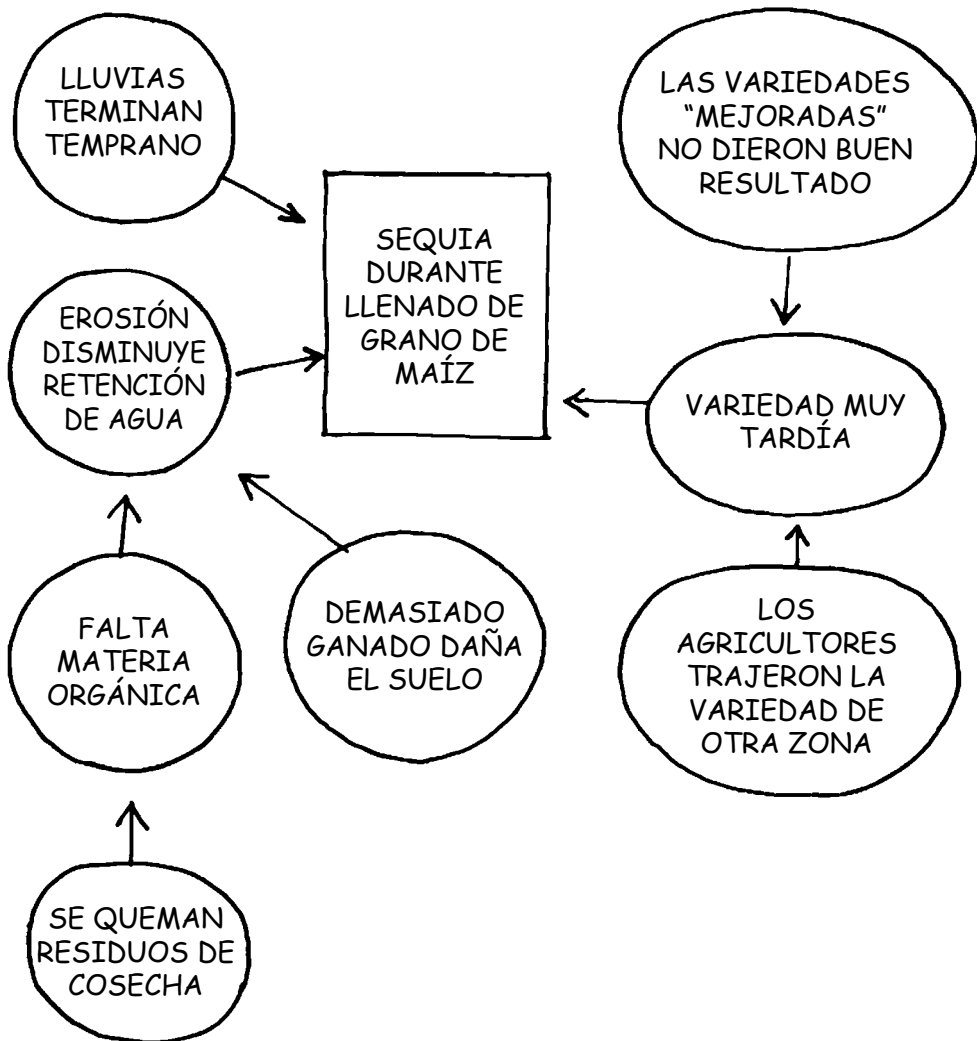 LLUVIAS
TERMINAN
TEMPRANO
LAS VARIEDADES
“MEJORADAS”
NO DIERON BUEN
RESULTADO
SEQUIA
DURANTE
LLENADO DE
GRANO DE
MAÍZ
EROSIÓN
DISMINUYE
RETENCIÓN
DE AGUA
VARIEDAD MUY
TARDÍA
FALTA
MATERIA
ORGÁNICA
DEMASIADO
GANADO DAÑA
EL SUELO
LOS
AGRICULTORES
TRAJERON LA
VARIEDAD DE
OTRA ZONA
SE QUEMAN
RESIDUOS DE
COSECHA